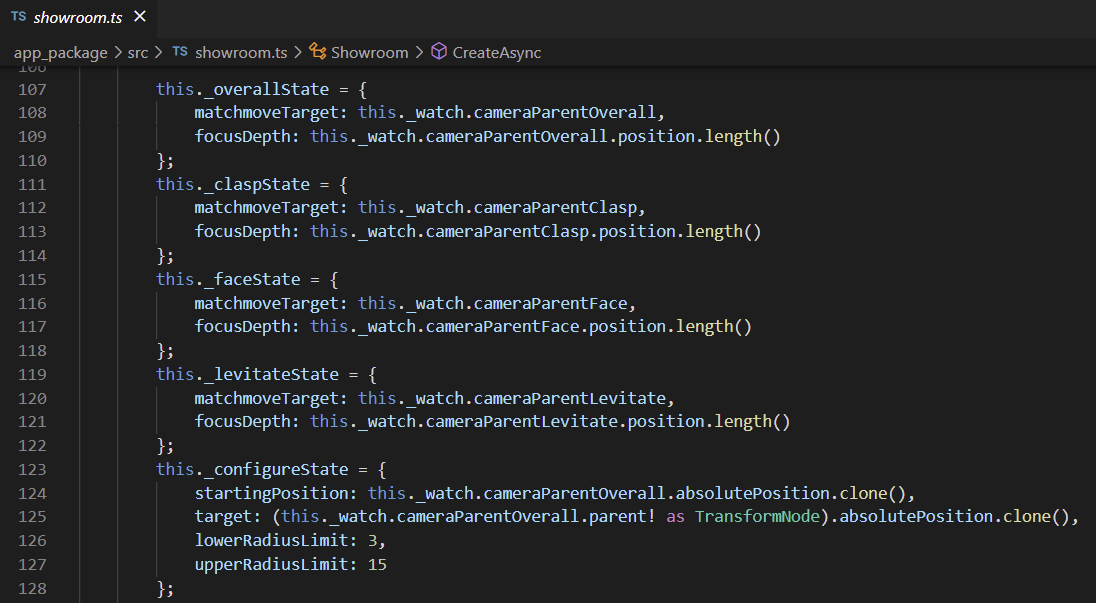 TS showroom.ts ✕
app_package > src > TS showroom.ts > Showroom > CreateAsync
106
107 this._overallState = {
108 matchmoveTarget: this._watch.cameraParentOverall,
109 focusDepth: this._watch.cameraParentOverall.position.length()
110 };
111 this._claspState = {
112 matchmoveTarget: this._watch.cameraParentClasp,
113 focusDepth: this._watch.cameraParentClasp.position.length()
114 };
115 this._faceState = {
116 matchmoveTarget: this._watch.cameraParentFace,
117 focusDepth: this._watch.cameraParentFace.position.length()
118 };
119 this._levitateState = {
120 matchmoveTarget: this._watch.cameraParentLevitate,
121 focusDepth: this._watch.cameraParentLevitate.position.length()
122 };
123 this._configureState = {
124 startingPosition: this._watch.cameraParentOverall.absolutePosition.clone(),
125 target: (this._watch.cameraParentOverall.parent! as TransformNode).absolutePosition.clone(),
126 lowerRadiusLimit: 3,
127 upperRadiusLimit: 15
128 };